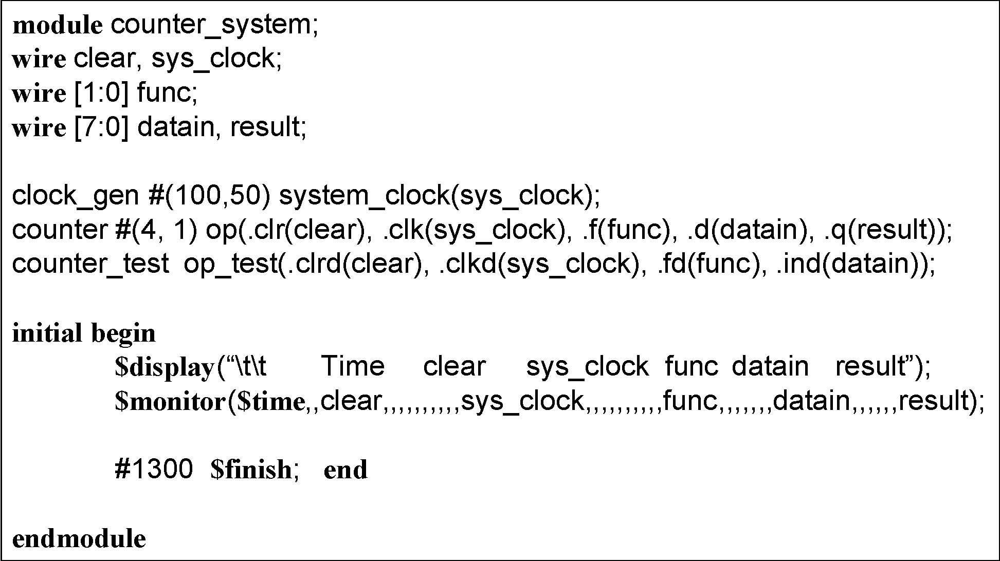 module counter_system;
wire clear, sys_clock;
wire [1:0] func;
wire [7:0] datain, result;
clock_gen #(100,50) system_clock(sys_clock);
counter #(4, 1) op(.clr(clear), .clk(sys_clock), .f(func), .d(datain), .q(result));
counter_test op_test(.clrd(clear), .clkd(sys_clock), .fd(func), .ind(datain));
initial begin
$display(“\t\t Time clear sys_clock func datain result”);
$monitor($time,,clear,,,,,,,,,,sys_clock,,,,,,,,,,func,,,,,,,datain,,,,,,result);
#1300 $finish; end
endmodule